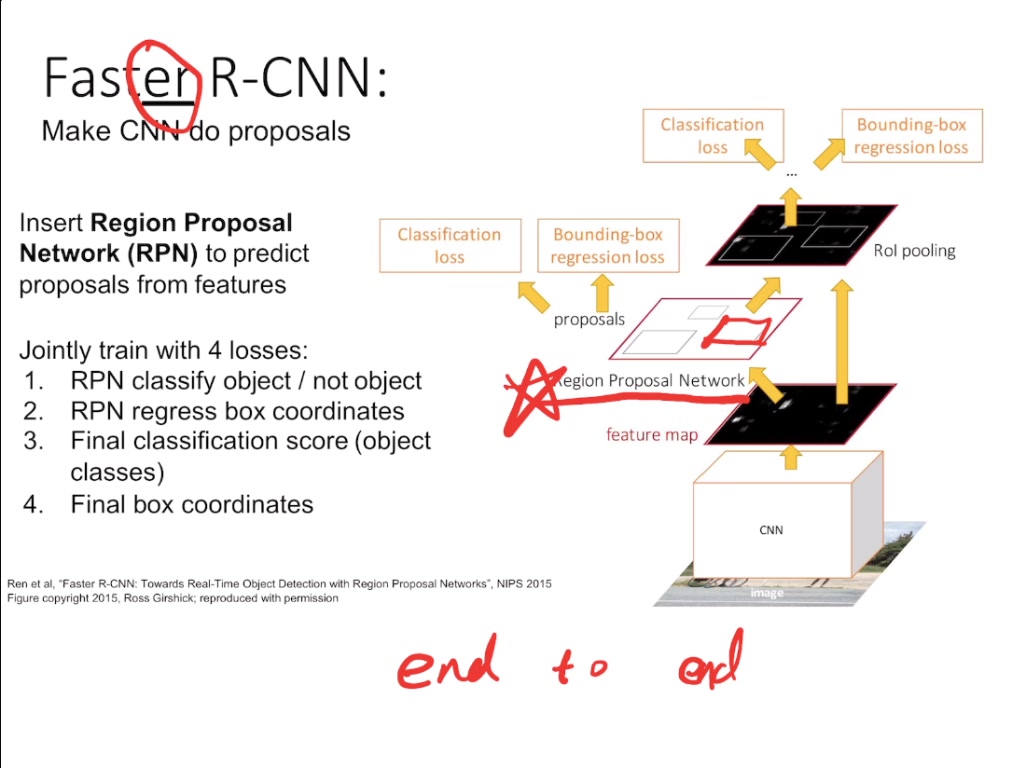 Faster R-CNN:
Make CNN do proposals
Insert Region Proposal
Network (RPN) to predict
proposals from features
Jointly train with 4 losses:
1. RPN classify object / not object
2. RPN regress box coordinates
3. Final classification score (object
classes)
4. Final box coordinates
Classification
loss
Bounding-box
regression loss
...
Classification
loss
Bounding-box
regression loss
RoI pooling
proposals
Region Proposal Network
feature map
CNN
image
Ren et al, "Faster R-CNN: Towards Real-Time Object Detection with Region Proposal Networks", NIPS 2015
Figure copyright 2015, Ross Girshick; reproduced with permission
end to end